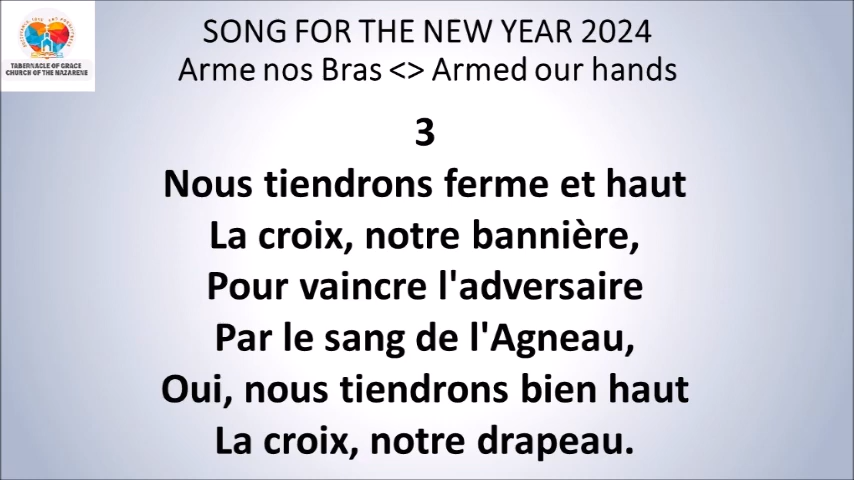 SONG FOR THE NEW YEAR 2024
Arme nos Bras <> Armed our hands
TABERNACLE OF GRACE
CHURCH OF THE NAZARENE
3
Nous tiendrons ferme et haut
La croix, notre bannière,
Pour vaincre l'adversaire
Par le sang de l'Agneau,
Oui, nous tiendrons bien haut
La croix, notre drapeau.